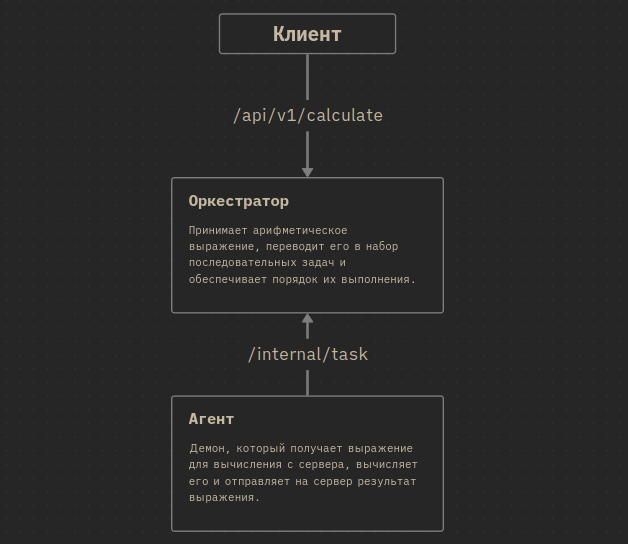 Клиент
/api/v1/calculate
Оркестратор
Принимает арифметическое
выражение, переводит его в набор
последовательных задач и
обеспечивает порядок их выполнения.
/internal/task
Агент
Демон, который получает выражение
для вычисления с сервера, вычисляет
его и отправляет на сервер результат
выражения.